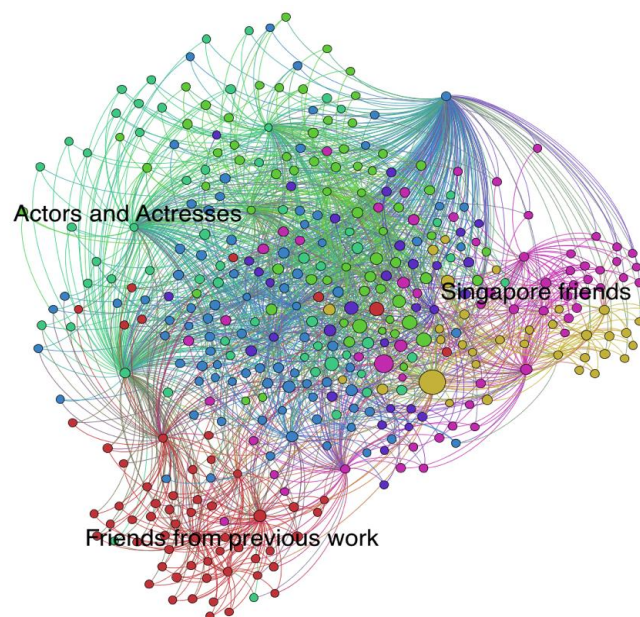 Actors and Actresses
Singapore friends
Friends from previous work